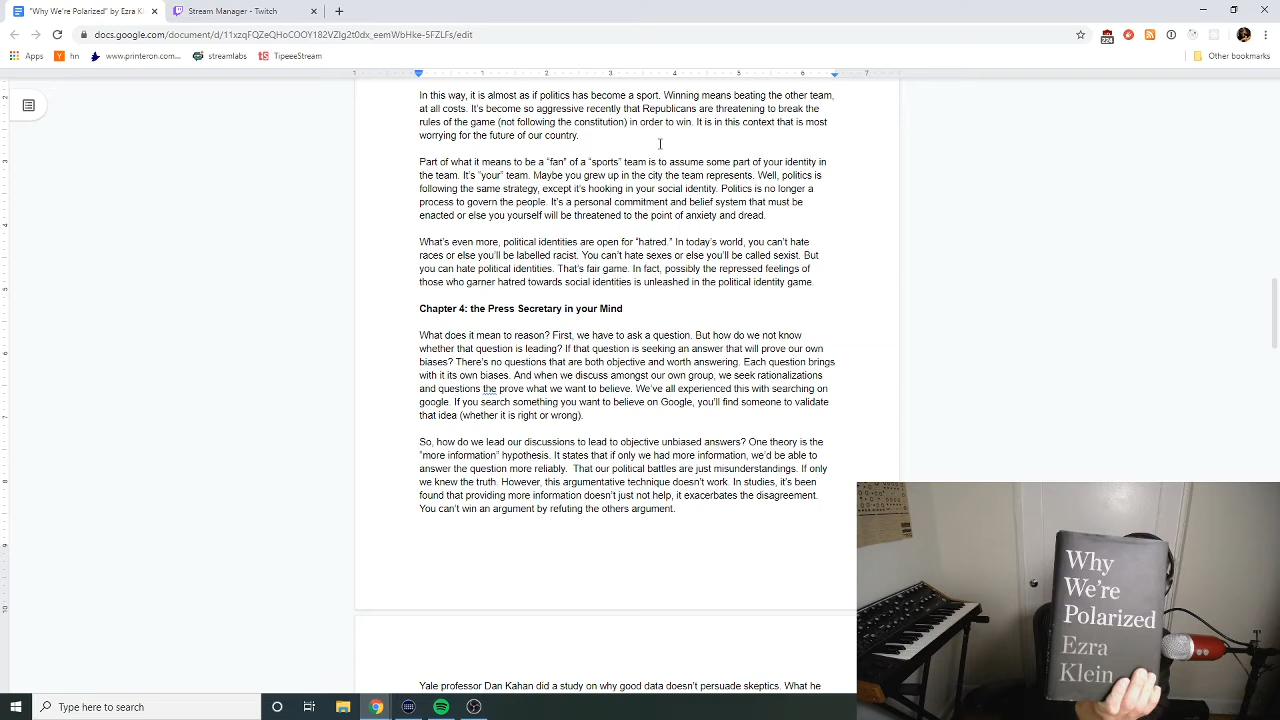 "Why We're Polarized" by Ezra Kl
Stream Manager - Twitch
docs.google.com/document/d/11xzqFQZeQHoCOOY182VZIg2t0dx_eemWbHke-5FZLFs/edit
224
Apps
hn
www.printeron.com...
streamlabs
TipeeeStream
Other bookmarks
1 1 2 3 4 5 6 7
In this way, it is almost as if politics has become a sport. Winning means beating the other team,
at all costs. It's become so aggressive recently that Republicans are threatening to break the
rules of the game (not following the constitution) in order to win. It is in this context that is most
worrying for the future of our country.
Part of what it means to be a "fan" of a "sports" team is to assume some part of your identity in
the team. It's "your" team. Maybe you grew up in the city the team represents. Well, politics is
following the same strategy, except it's hooking in your social identity. Politics is no longer a
process to govern the people. It's a personal commitment and belief system that must be
enacted or else you yourself will be threatened to the point of anxiety and dread.
What's even more, political identities are open for "hatred." In today's world, you can't hate
races or else you'll be labelled racist. You can't hate sexes or else you'll be called sexist. But
you can hate political identities. That's fair game. In fact, possibly the repressed feelings of
those who garner hatred towards social identities is unleashed in the political identity game.
Chapter 4: the Press Secretary in your Mind
What does it mean to reason? First, we have to ask a question. But how do we not know
whether that question is leading? If that question is seeking an answer that will prove our own
biases? There's no questions that are both objective and worth answering. Each question brings
with it its own biases. And when we discuss amongst our own group, we seek rationalizations
and questions the prove what we want to believe. We've all experienced this with searching on
google. If you search something you want to believe on Google, you'll find someone to validate
that idea (whether it is right or wrong).
So, how do we lead our discussions to lead to objective unbiased answers? One theory is the
"more information" hypothesis. It states that if only we had more information, we'd be able to
answer the question more reliably.  That our political battles are just misunderstandings. If only
we knew the truth. However, this argumentative technique doesn't work. In studies, it's been
found that providing more information doesn't just not help, it exacerbates the disagreement.
You can't win an argument by refuting the others argument.
Yale professor Dan Kahan did a study on why good data doesn't persuade skeptics. What he
Why
We're
Polarized
Ezra
Klein
Type here to search